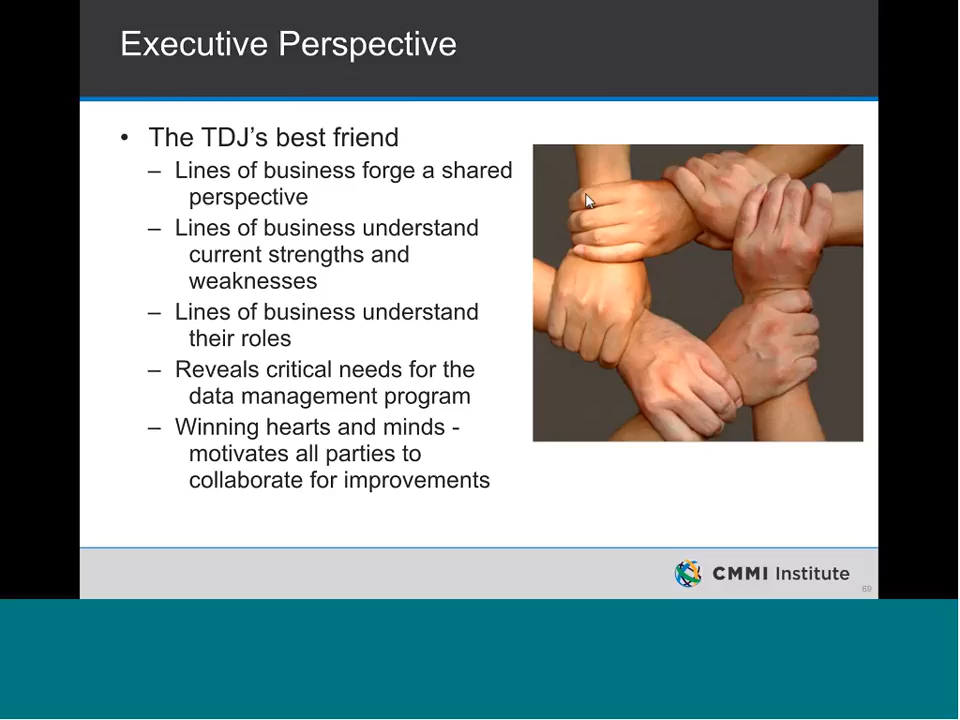 Executive Perspective
• The TDJ's best friend
– Lines of business forge a shared
perspective
– Lines of business understand
current strengths and
weaknesses
– Lines of business understand
their roles
– Reveals critical needs for the
data management program
– Winning hearts and minds -
motivates all parties to
collaborate for improvements
CMMI Institute
69